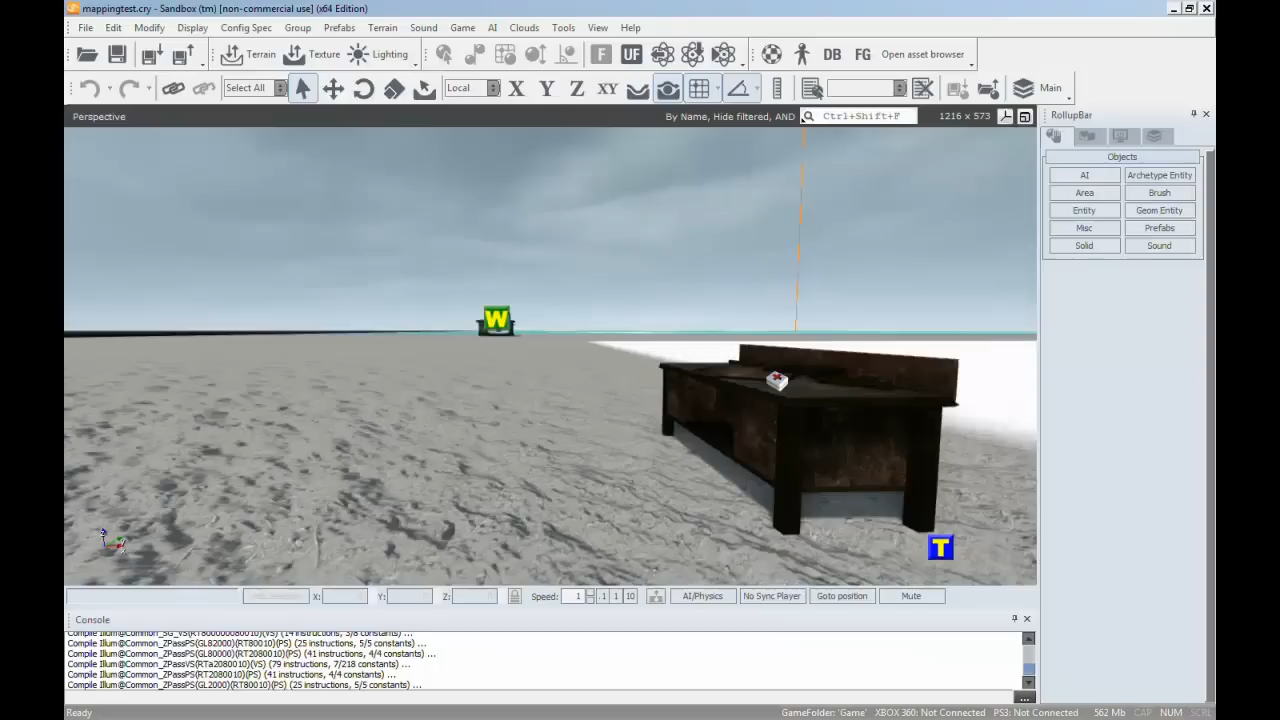 mappingtest.cry - Sandbox (tm) [non-commercial use] (x64 Edition)
File Edit Modify Display Config Spec Group Prefabs Terrain Sound Game AI Clouds Tools View Help
Terrain Texture Lighting F UF DB FG Open asset browser
Select All Local X Y Z XY Main
Perspective By Name, Hide filtered, AND Ctrl+Shift+F 1216 x 573
RollupBar
Objects
AI Archetype Entity
Area Brush
Entity Geom Entity
Misc Prefabs
Solid Sound
W
T
X: Y: Z: Speed: 1 .1 1 10 AI/Physics No Sync Player Goto position Mute
Console
Compile Illum@Common_ZPassPS(GL82000)(RT80010)(PS) (25 instructions, 5/5 constants) ...
Compile Illum@Common_ZPassPS(GL80000)(RT2080010)(PS) (41 instructions, 4/4 constants) ...
Compile Illum@Common_ZPassVS(RTa2080010)(VS) (79 instructions, 7/218 constants) ...
Compile Illum@Common_ZPassPS(RT2080010)(PS) (41 instructions, 4/4 constants) ...
Compile Illum@Common_ZPassPS(GL2000)(RT80010)(PS) (25 instructions, 5/5 constants) ...
Ready GameFolder: 'Game' XBOX 360: Not Connected PS3: Not Connected 562 Mb CAP NUM SCRL